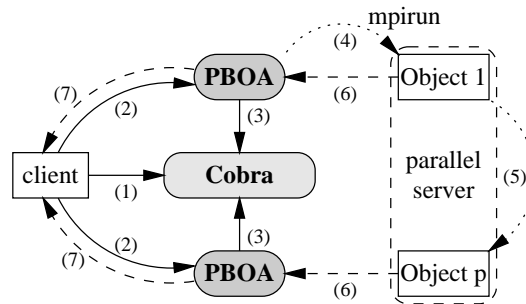 mpirun
(4)
PBOA
Object 1
(7)
(2)
(3)
(6)
client
(1)
Cobra
parallel
server
(5)
(2)
(3)
(7)
PBOA
(6)
Object p